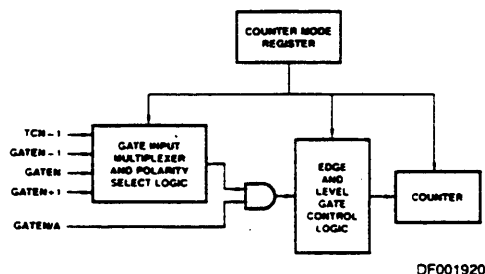 COUNTER MODE
REGISTER
TCN-1
GATEN-1
GATEN
GATEN+1
GATE INPUT
MULTIPLEXER
AND POLARITY
SELECT LOGIC
EDGE
AND
LEVEL
GATE
CONTROL
LOGIC
COUNTER
GATEN/A
DF001920